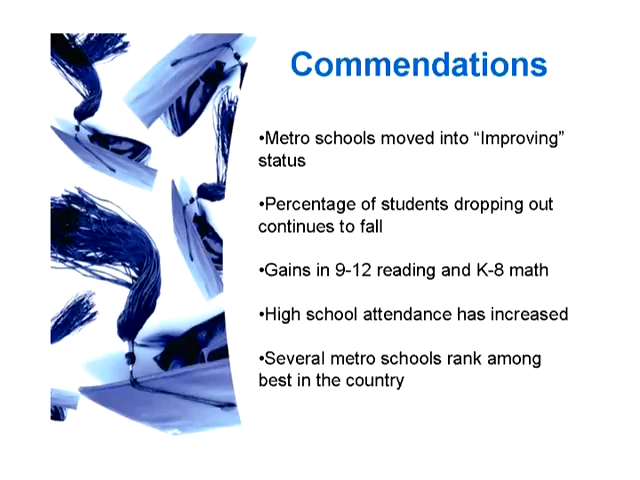 Commendations
•Metro schools moved into “Improving”
status
•Percentage of students dropping out
continues to fall
•Gains in 9-12 reading and K-8 math
•High school attendance has increased
•Several metro schools rank among
best in the country